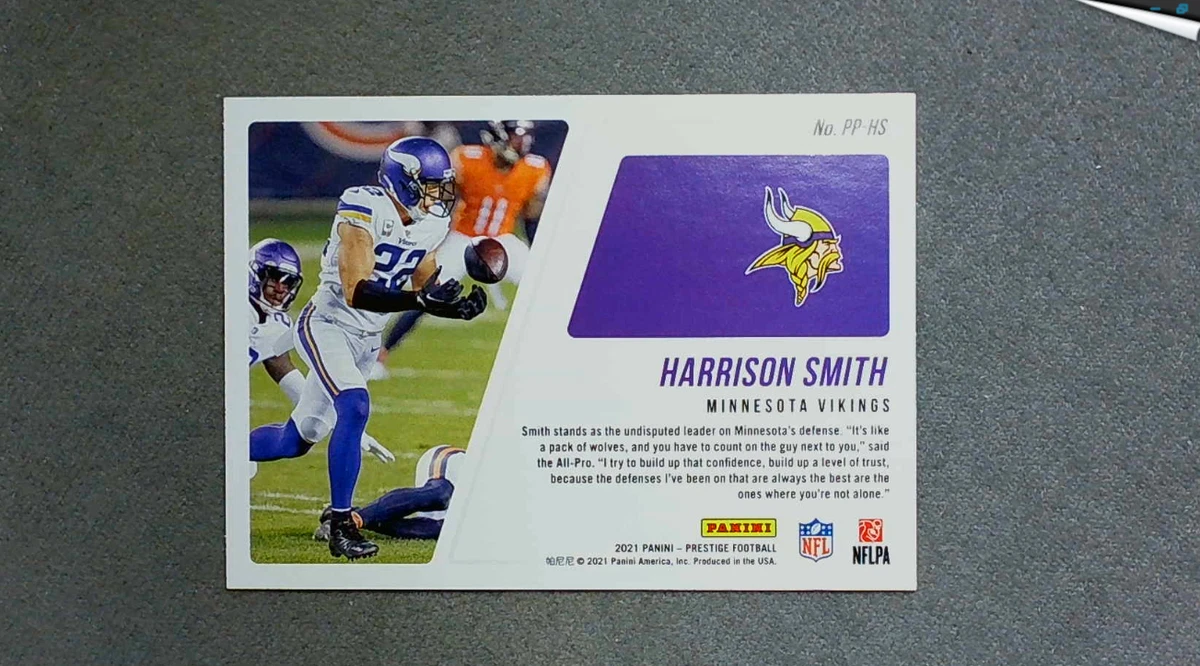 No. PP-HS
22
11
HARRISON SMITH
MINNESOTA VIKINGS
Smith stands as the undisputed leader on Minnesota's defense. "It's like
a pack of wolves, and you have to count on the guy next to you," said
the All-Pro. "I try to build up that confidence, build up a level of trust,
because the defenses I've been on that are always the best are the
ones where you're not alone."
PANINI
2021 PANINI – PRESTIGE FOOTBALL
帕尼尼 © 2021 Panini America, Inc. Produced in the USA.
NFL
NFLPA